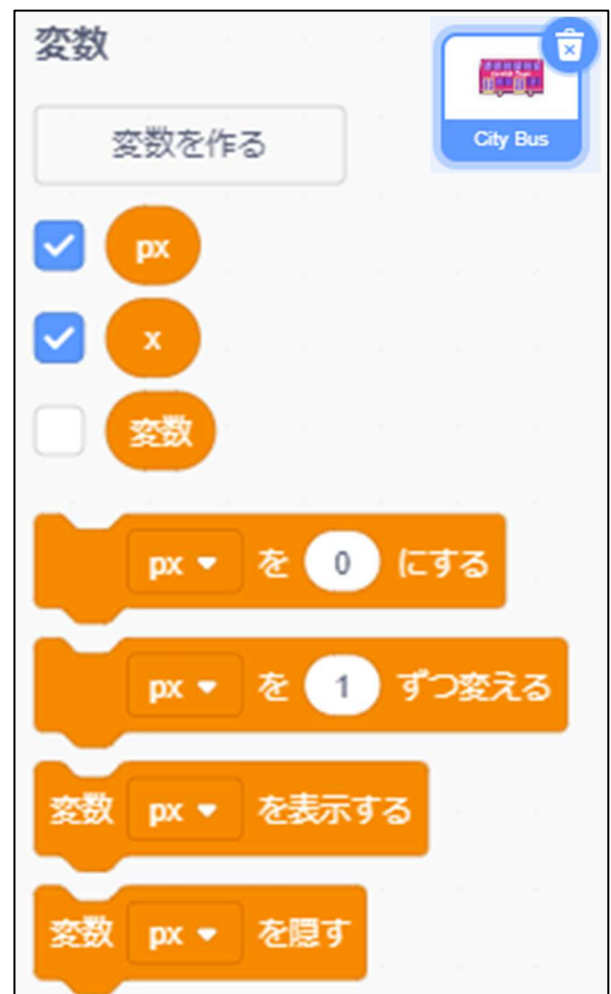 変数
変数を作る
City Bus
px
x
変数
px を 0 にする
px を 1 ずつ変える
変数 px を表示する
変数 px を隠す